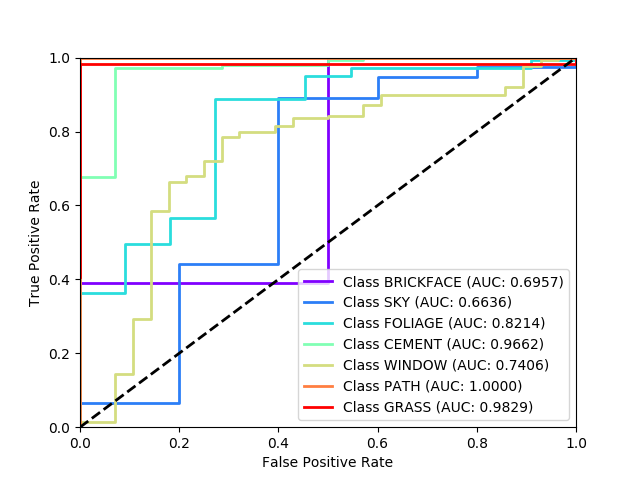 1.0
0.8
0.6
0.4
0.2
0.0
True Positive Rate
Class BRICKFACE (AUC: 0.6957)
Class SKY (AUC: 0.6636)
Class FOLIAGE (AUC: 0.8214)
Class CEMENT (AUC: 0.9662)
Class WINDOW (AUC: 0.7406)
Class PATH (AUC: 1.0000)
Class GRASS (AUC: 0.9829)
0.0 0.2 0.4 0.6 0.8 1.0
False Positive Rate